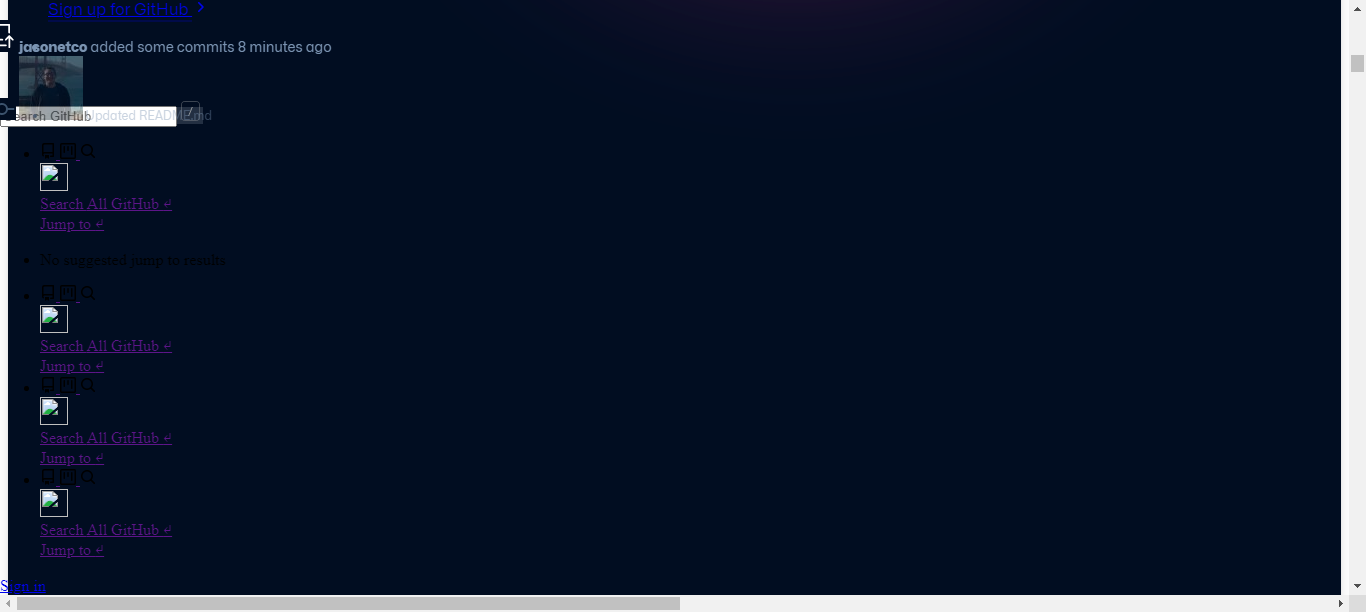 Sign up for GitHub
jasonetco added some commits 8 minutes ago
Search GitHub
Updated README.md
/
Search All GitHub ↵
Jump to ↵
No suggested jump to results
Search All GitHub ↵
Jump to ↵
Search All GitHub ↵
Jump to ↵
Search All GitHub ↵
Jump to ↵
Sign in